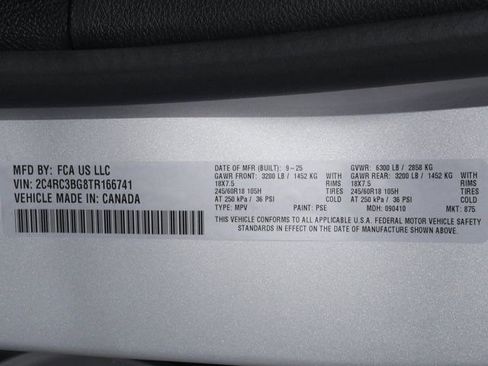 MFD BY: FCA US LLC
VIN: 2C4RC3BG8TR166741
VEHICLE MADE IN: CANADA
DATE OF MFR (BUILT): 9-25 GVWR: 6300 LB / 2858 KG
GAWR FRONT: 3280 LB / 1452 KG WITH GAWR REAR: 3200 LB / 1452 KG WITH
18X7.5 RIMS 18X7.5 RIMS
245/60R18 105H TIRES 245/60R18 105H TIRES
AT 250 kPa / 36 PSI COLD AT 250 kPa / 36 PSI COLD
TYPE: MPV PAINT: PSE MDH: 090410 MKT: 875
THIS VEHICLE CONFORMS TO ALL APPLICABLE U.S.A. FEDERAL MOTOR VEHICLE SAFETY
STANDARDS IN EFFECT ON THE DATE OF MANUFACTURE SHOWN ABOVE.